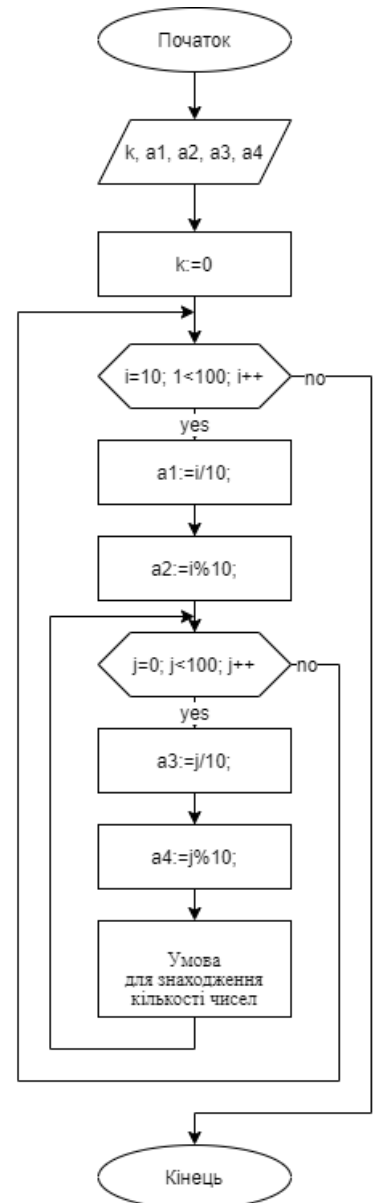 Початок
k, a1, a2, a3, a4
k:=0
i=10; 1<100; i++
no
yes
a1:=i/10;
a2:=i%10;
j=0; j<100; j++
no
yes
a3:=j/10;
a4:=j%10;
Умова
для знаходження
кількості чисел
Кінець